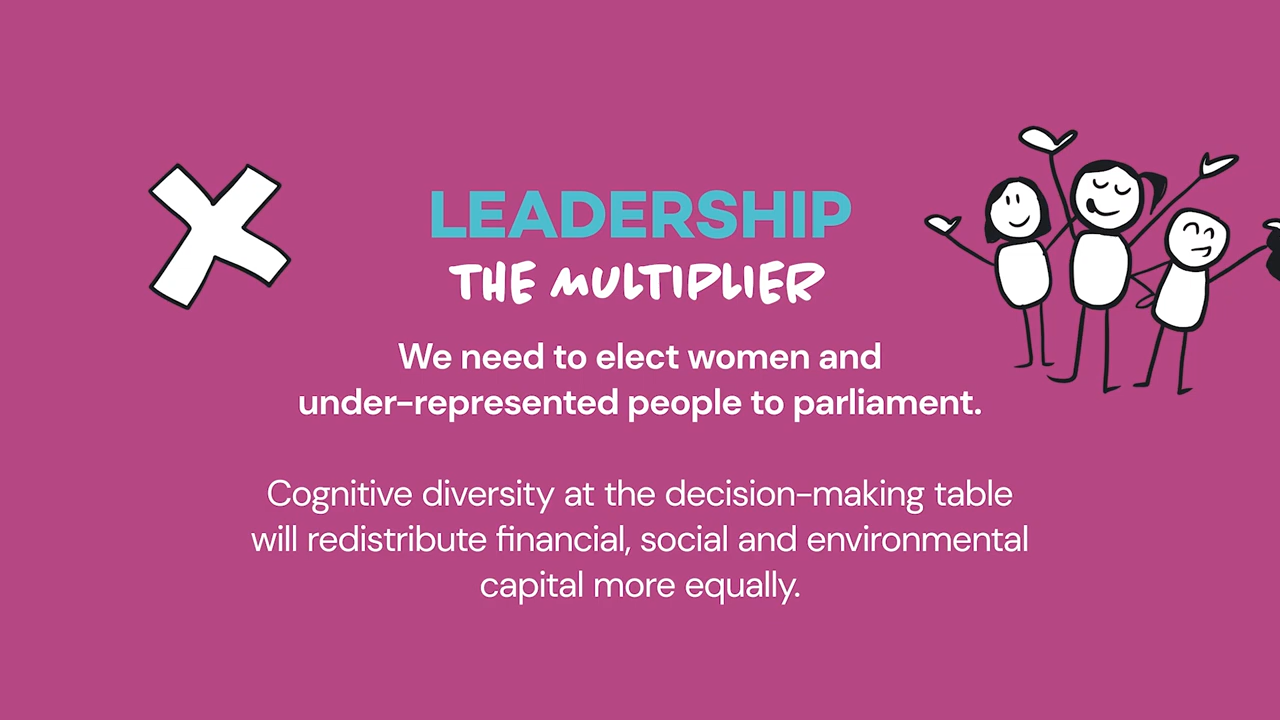 LEADERSHIP
THE MULTIPLIER
We need to elect women and
under-represented people to parliament.
Cognitive diversity at the decision-making table
will redistribute financial, social and environmental
capital more equally.